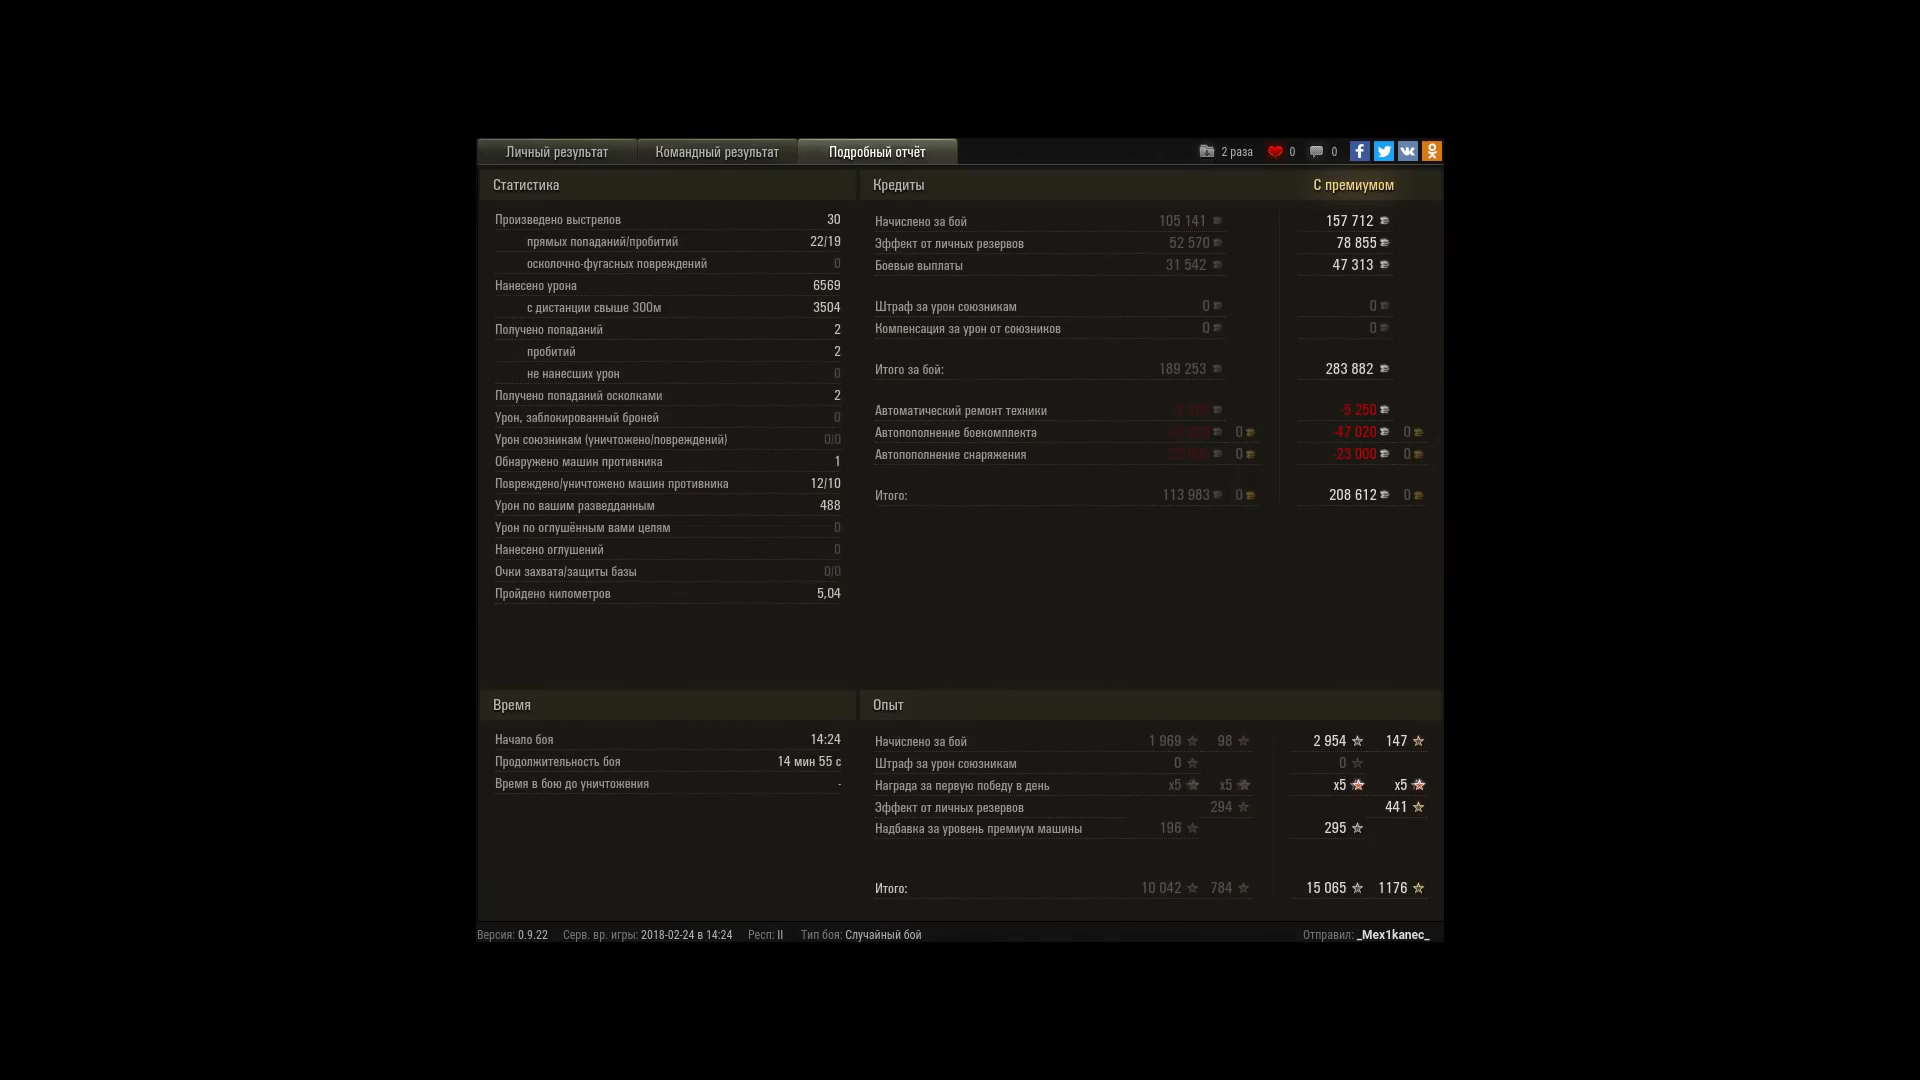 Личный результат Командный результат Подробный отчёт 2 раза 0 0
Статистика
Произведено выстрелов 30
прямых попаданий/пробитий 22/19
осколочно-фугасных повреждений 0
Нанесено урона 6569
с дистанции свыше 300м 3504
Получено попаданий 2
пробитий 2
не нанесших урон 0
Получено попаданий осколками 2
Урон, заблокированный броней 0
Урон союзникам (уничтожено/повреждений) 0/0
Обнаружено машин противника 1
Повреждено/уничтожено машин противника 12/10
Урон по вашим разведданным 488
Урон по оглушённым вами целям 0
Нанесено оглушений 0
Очки захвата/защиты базы 0/0
Пройдено километров 5,04
Кредиты С премиумом
Начислено за бой 105 141 157 712
Эффект от личных резервов 52 570 78 855
Боевые выплаты 31 542 47 313
Штраф за урон союзникам 0 0
Компенсация за урон от союзников 0 0
Итого за бой: 189 253 283 882
Автоматический ремонт техники -5 250
Автопополнение боекомплекта 0 -47 020 0
Автопополнение снаряжения 0 -23 000 0
Итого: 113 983 0 208 612 0
Время
Начало боя 14:24
Продолжительность боя 14 мин 55 с
Время в бою до уничтожения -
Опыт
Начислено за бой 1 969 98 2 954 147
Штраф за урон союзникам 0 0
Награда за первую победу в день x5 x5 x5 x5
Эффект от личных резервов 294 441
Надбавка за уровень премиум машины 196 295
Итого: 10 042 784 15 065 1176
Версия: 0.9.22 Серв. вр. игры: 2018-02-24 в 14:24 Респ: II Тип боя: Случайный бой Отправил: _Mex1kanec_